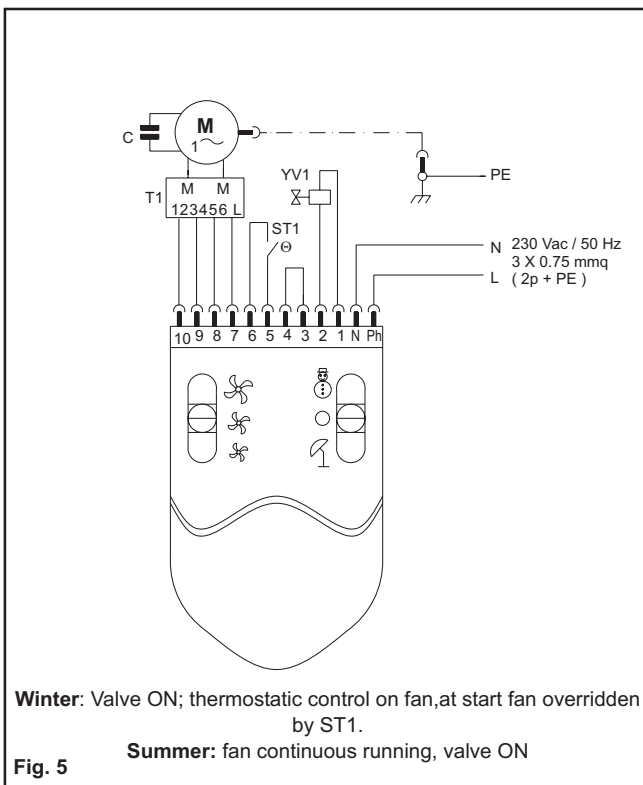 C
M
1
M M
T1
123456 L
ST1
Θ
YV1
PE
N 230 Vac / 50 Hz
3 X 0.75 mmq
L ( 2p + PE )
10 9 8 7 6 5 4 3 2 1 N Ph
Winter: Valve ON; thermostatic control on fan,at start fan overridden
by ST1.
Summer: fan continuous running, valve ON
Fig. 5